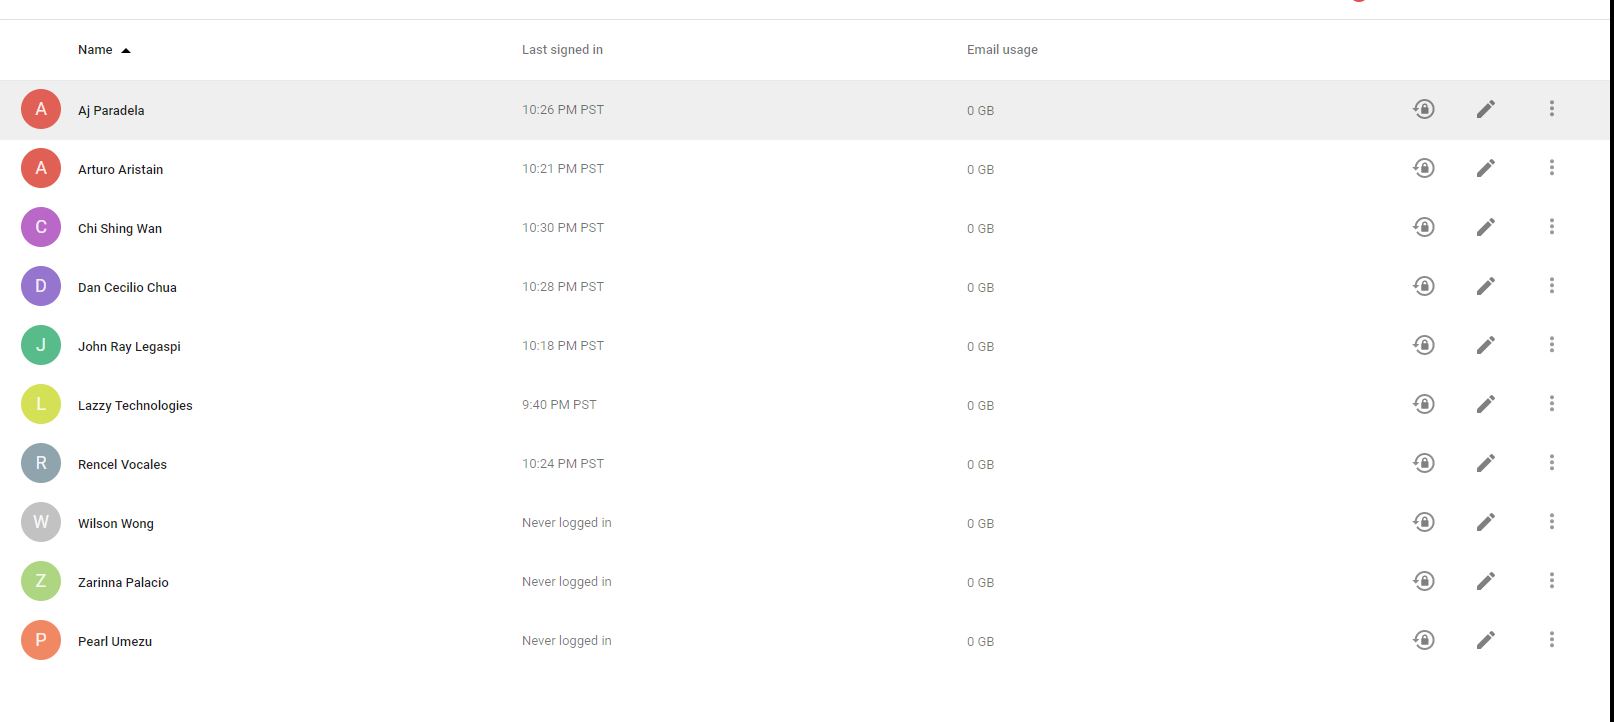 Name Last signed in Email usage
A Aj Paradela 10:26 PM PST 0 GB
A Arturo Aristain 10:21 PM PST 0 GB
C Chi Shing Wan 10:30 PM PST 0 GB
D Dan Cecilio Chua 10:28 PM PST 0 GB
J John Ray Legaspi 10:18 PM PST 0 GB
L Lazzy Technologies 9:40 PM PST 0 GB
R Rencel Vocales 10:24 PM PST 0 GB
W Wilson Wong Never logged in 0 GB
Z Zarinna Palacio Never logged in 0 GB
P Pearl Umezu Never logged in 0 GB